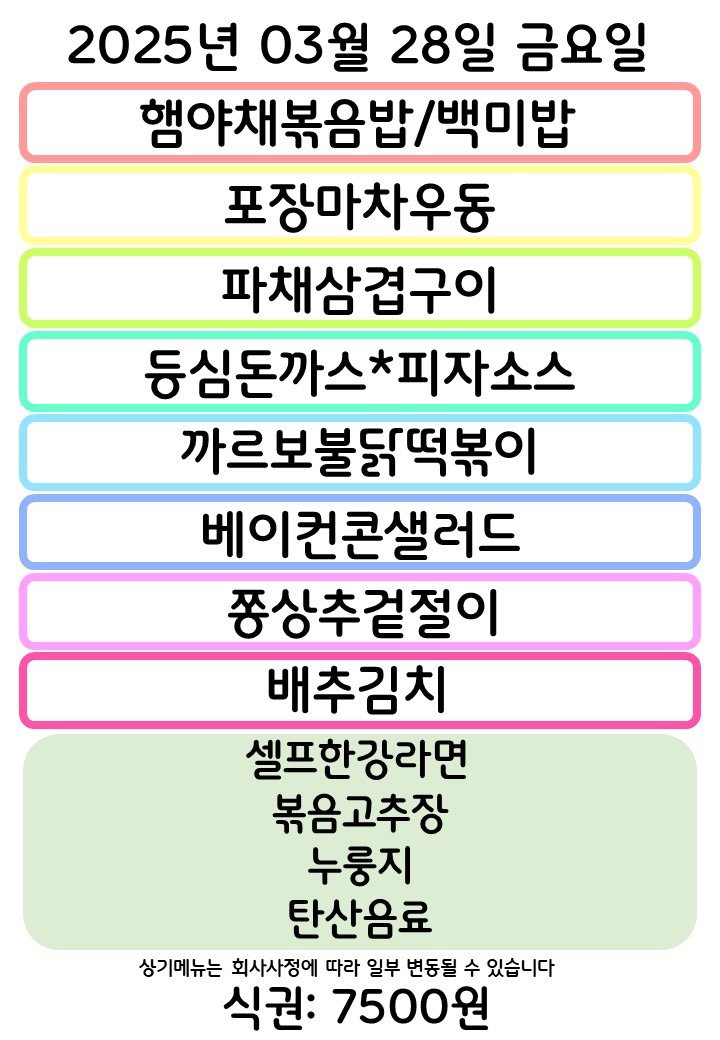 2025년 03월 28일 금요일
햄야채볶음밥/백미밥
포장마차우동
파채삼겹구이
등심돈까스*피자소스
까르보불닭떡볶이
베이컨콘샐러드
쫑상추겉절이
배추김치
셀프한강라면
볶음고추장
누룽지
탄산음료
상기메뉴는 회사사정에 따라 일부 변동될 수 있습니다
식권: 7500원